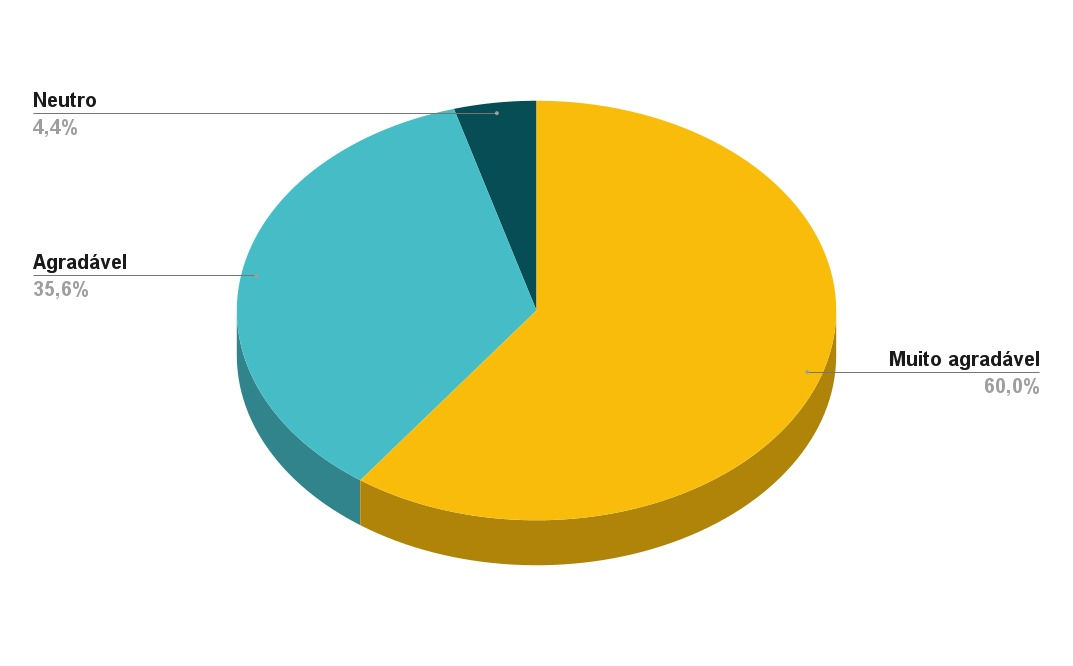 Neutro
4,4%
Agradável
35,6%
Muito agradável
60,0%